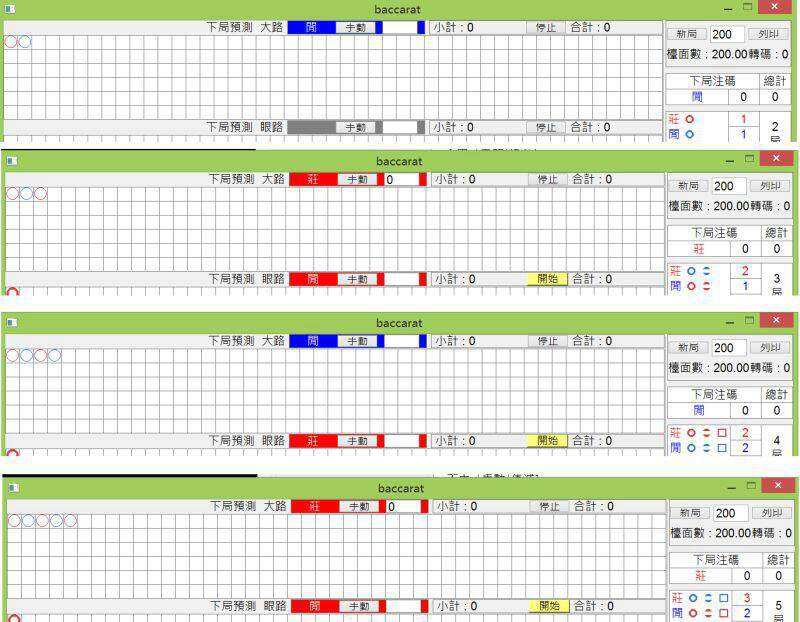 baccarat
下局預測 大路 閒 手動 小計：0 停止 合計：0 新局 200 列印
檯面數：200.00轉碼：0
下局注碼 總計
閒 0 0
莊 1
閒 1
2
局
下局預測 眼路 手動 小計：0 停止 合計：0
baccarat
下局預測 大路 莊 手動 0 小計：0 停止 合計：0 新局 200 列印
檯面數：200.00轉碼：0
下局注碼 總計
莊 0 0
莊 2
閒 1
3
局
下局預測 眼路 閒 手動 小計：0 開始 合計：0
baccarat
下局預測 大路 閒 手動 小計：0 停止 合計：0 新局 200 列印
檯面數：200.00轉碼：0
下局注碼 總計
閒 0 0
莊 2
閒 2
4
局
下局預測 眼路 莊 手動 小計：0 開始 合計：0
baccarat
下局預測 大路 莊 手動 0 小計：0 停止 合計：0 新局 200 列印
檯面數：200.00轉碼：0
下局注碼 總計
莊 0 0
莊 3
閒 2
5
局
下局預測 眼路 閒 手動 小計：0 開始 合計：0